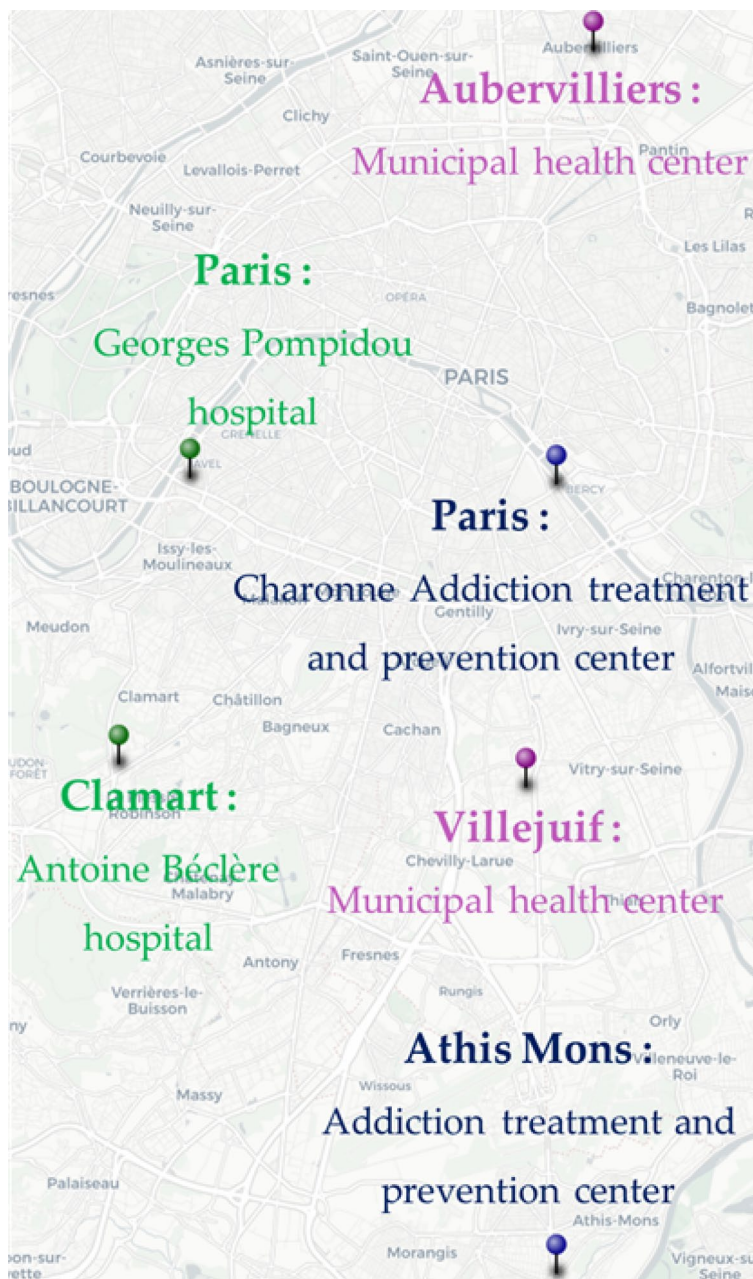 Asnières-sur-
Seine
Saint-Ouen-sur-
Seine
Aubervilliers
Aubervilliers :
Clichy
Courbevoie
Levallois-Perret
Municipal health center
Pantin
Neuilly-sur-
Seine
Les Lilas
Paris :
OPÉRA
Bagnolet
Georges Pompidou
PARIS
hospital
GRENELLE
BOULOGNE-
BILLANCOURT
BERCY
Paris :
Issy-les-
Moulineaux
Charonne Addiction treatment
Gentilly
Meudon
Ivry-sur-Seine
and prevention center
Clamart
Châtillon
Bagneux
Cachan
Vitry-sur-Seine
Clamart :
Robinson
Villejuif :
Antoine Béclère
Malabry
Chevilly-Larue
Municipal health center
hospital
Antony
Fresnes
Verrières-le-
Buisson
Rungis
Orly
Athis Mons :
Villeneuve-le-
Roi
Massy
Wissous
Addiction treatment and
Palaiseau
prevention center
Athis-Mons
Morangis
Vigneux-su
Seine